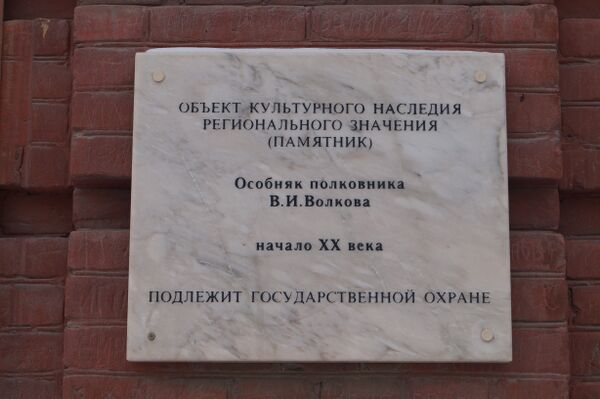 ОБЪЕКТ КУЛЬТУРНОГО НАСЛЕДИЯ
РЕГИОНАЛЬНОГО ЗНАЧЕНИЯ
(ПАМЯТНИК)
Особняк полковника
В.И.Волкова
начало XX века
ПОДЛЕЖИТ ГОСУДАРСТВЕННОЙ ОХРАНЕ